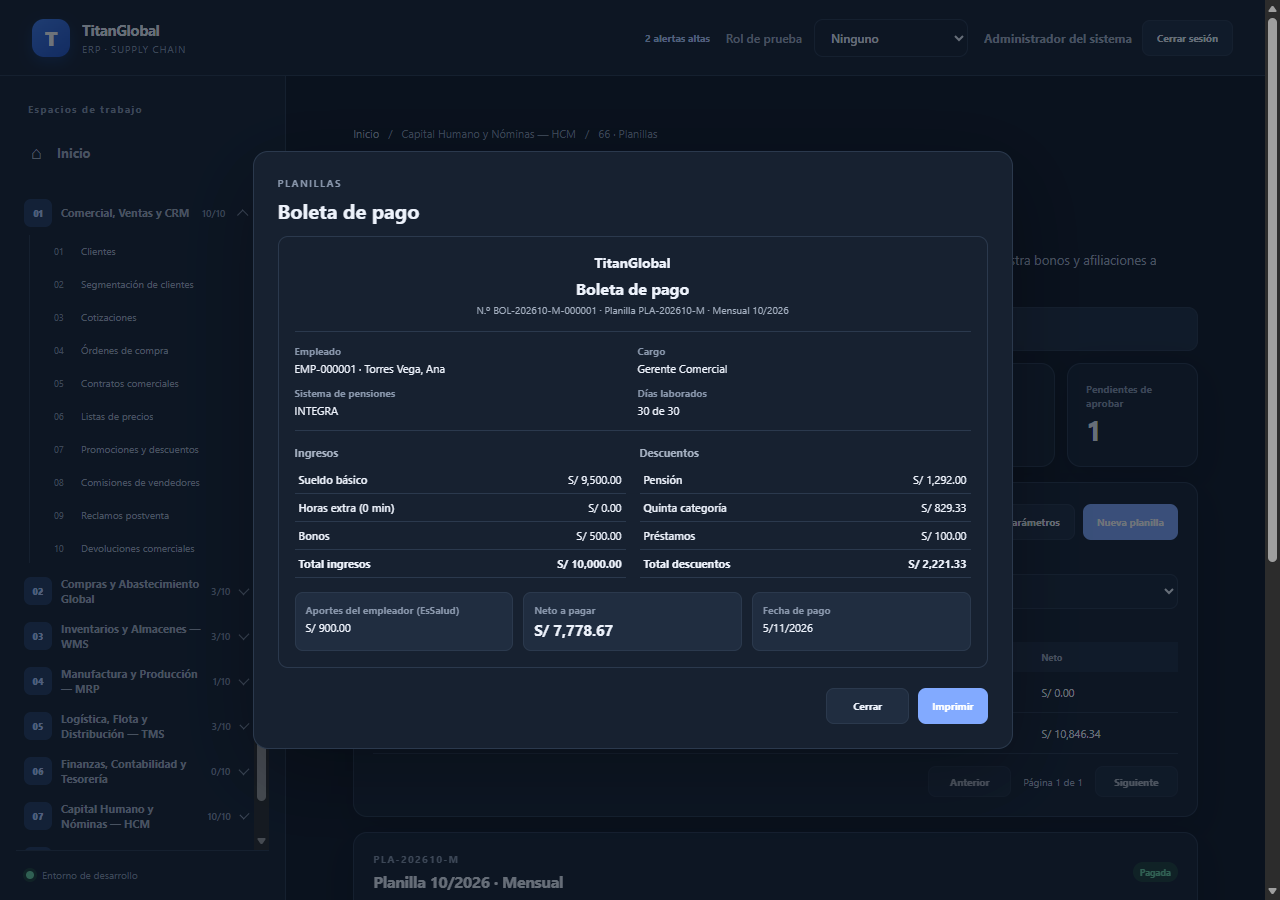 T
TitanGlobal
ERP · SUPPLY CHAIN
2 alertas altas
Rol de prueba
Ninguno
Administrador del sistema
Cerrar sesión
Espacios de trabajo
Inicio
01 Comercial, Ventas y CRM 10/10
01 Clientes
02 Segmentación de clientes
03 Cotizaciones
04 Órdenes de compra
05 Contratos comerciales
06 Listas de precios
07 Promociones y descuentos
08 Comisiones de vendedores
09 Reclamos postventa
10 Devoluciones comerciales
02 Compras y Abastecimiento
Global
3/10
03 Inventarios y Almacenes —
WMS
3/10
04 Manufactura y Producción
— MRP
1/10
05 Logística, Flota y
Distribución — TMS
3/10
06 Finanzas, Contabilidad y
Tesorería
0/10
07 Capital Humano y
Nóminas — HCM
10/10
Entorno de desarrollo
Inicio / Capital Humano y Nóminas — HCM / 66 · Planillas
PLANILLAS
Boleta de pago
TitanGlobal
Boleta de pago
N.º BOL-202610-M-000001 · Planilla PLA-202610-M · Mensual 10/2026
Empleado
EMP-000001 · Torres Vega, Ana
Cargo
Gerente Comercial
Sistema de pensiones
INTEGRA
Días laborados
30 de 30
Ingresos
Sueldo básico S/ 9,500.00
Horas extra (0 min) S/ 0.00
Bonos S/ 500.00
Total ingresos S/ 10,000.00
Descuentos
Pensión S/ 1,292.00
Quinta categoría S/ 829.33
Préstamos S/ 100.00
Total descuentos S/ 2,221.33
Aportes del empleador (EsSalud)
S/ 900.00
Neto a pagar
S/ 7,778.67
Fecha de pago
5/11/2026
Cerrar
Imprimir
stra bonos y afiliaciones a
Pendientes de
aprobar
1
arámetros
Nueva planilla
Neto
S/ 0.00
S/ 10,846.34
Anterior
Página 1 de 1
Siguiente
PLA-202610-M
Planilla 10/2026 · Mensual
Pagada